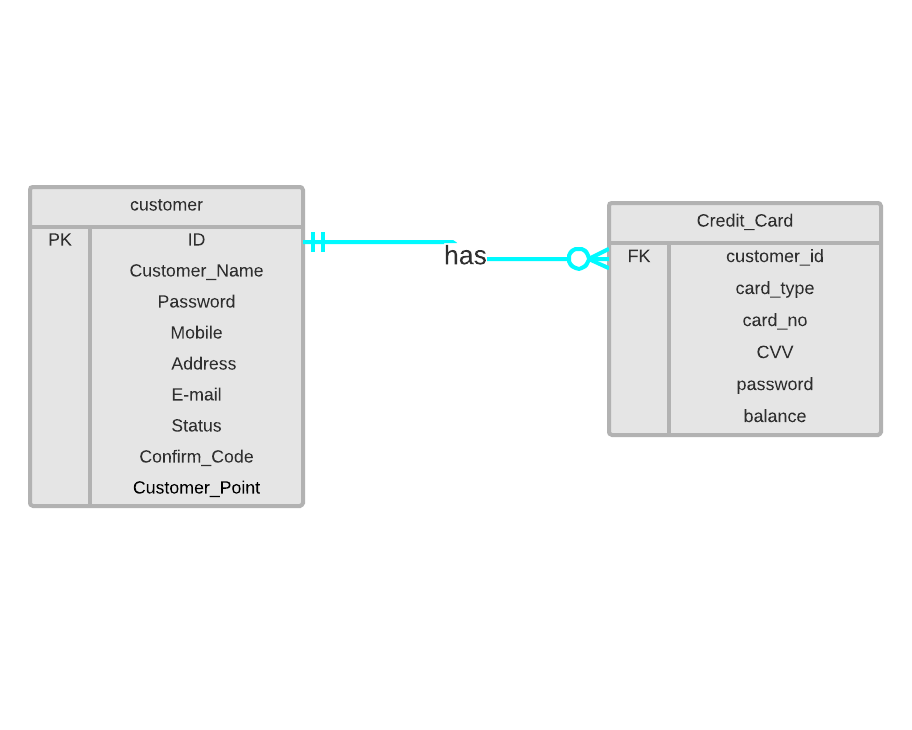 customer
PK ID
Customer_Name
Password
Mobile
Address
E-mail
Status
Confirm_Code
Customer_Point
has
Credit_Card
FK customer_id
card_type
card_no
CVV
password
balance